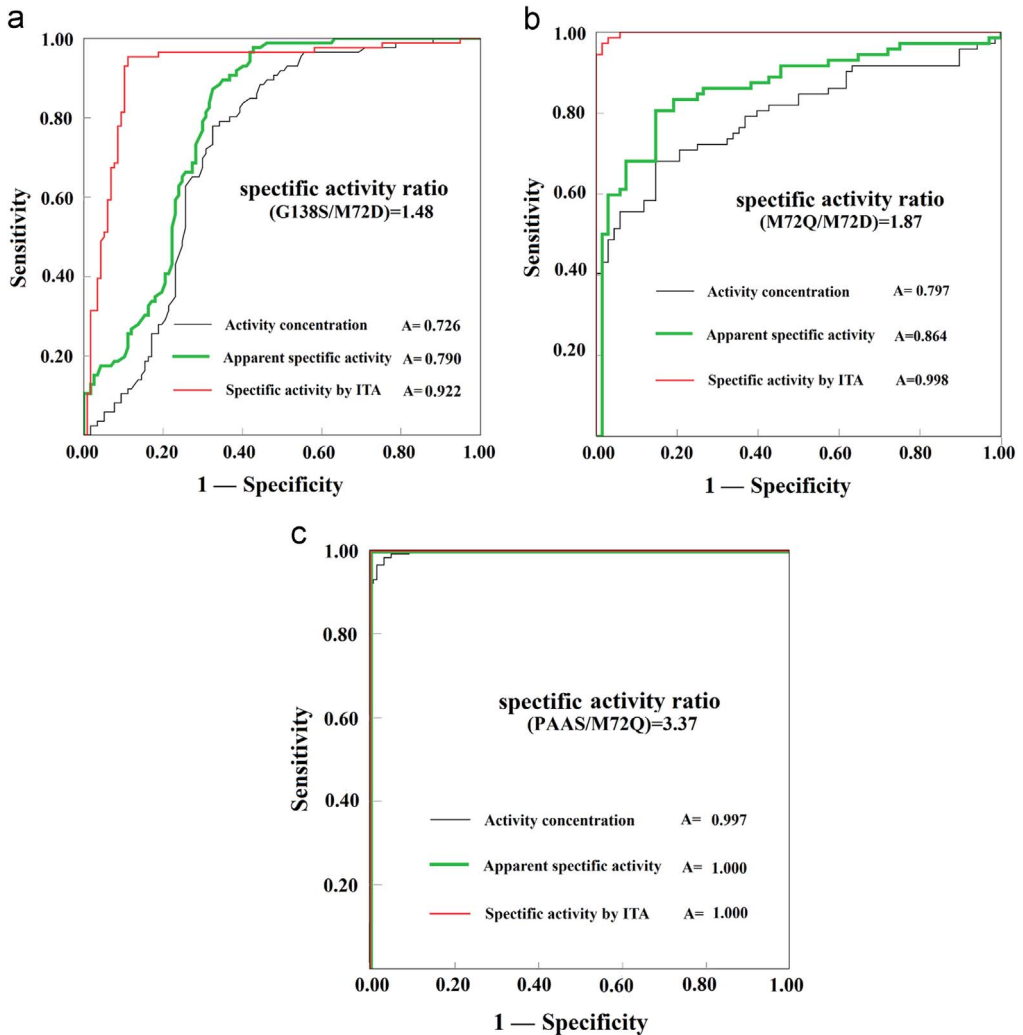 a
1.00
0.80
0.60
0.40
0.20
Sensitivity
spectific activity ratio
(G138S/M72D)=1.48
Activity concentration A= 0.726
Apparent spectific activity A= 0.790
Spectific activity by ITA A= 0.922
0.00 0.20 0.40 0.60 0.80 1.00
1 — Specificity
b
1.00
0.80
0.60
0.40
0.20
Sensitivity
spectific activity ratio
(M72Q/M72D)=1.87
Activity concentration A= 0.797
Apparent spectific activity A=0.864
Spectific activity by ITA A=0.998
0.00 0.20 0.40 0.60 0.80 1.00
1 — Specificity
c
1.00
0.80
0.60
0.40
0.20
Sensitivity
spectific activity ratio
(PAAS/M72Q)=3.37
Activity concentration A= 0.997
Apparent spectific activity A= 1.000
Spectific activity by ITA A= 1.000
0.00 0.20 0.40 0.60 0.80 1.00
1 — Specificity